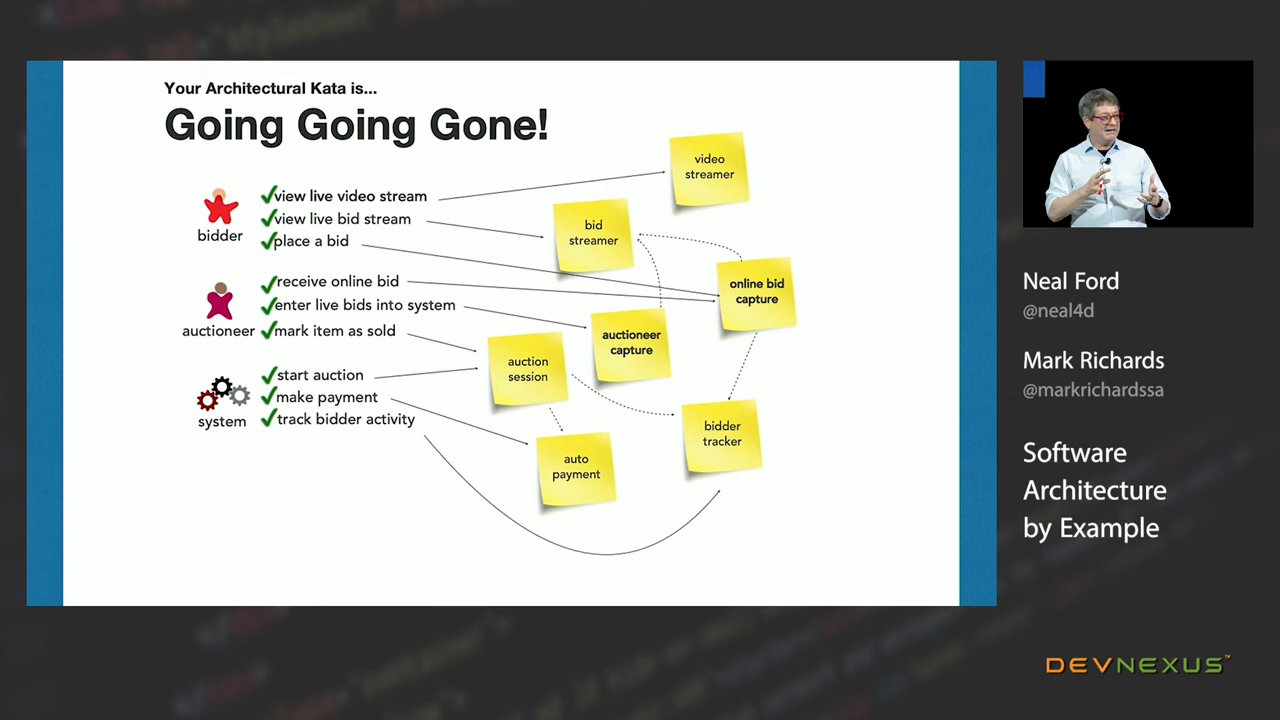 Your Architectural Kata is...
Going Going Gone!
bidder
view live video stream
view live bid stream
place a bid
auctioneer
receive online bid
enter live bids into system
mark item as sold
system
start auction
make payment
track bidder activity
video
streamer
bid
streamer
online bid
capture
auctioneer
capture
auction
session
bidder
tracker
auto
payment
Neal Ford
@neal4d
Mark Richards
@markrichardssa
Software
Architecture
by Example
DEVNEXUS™